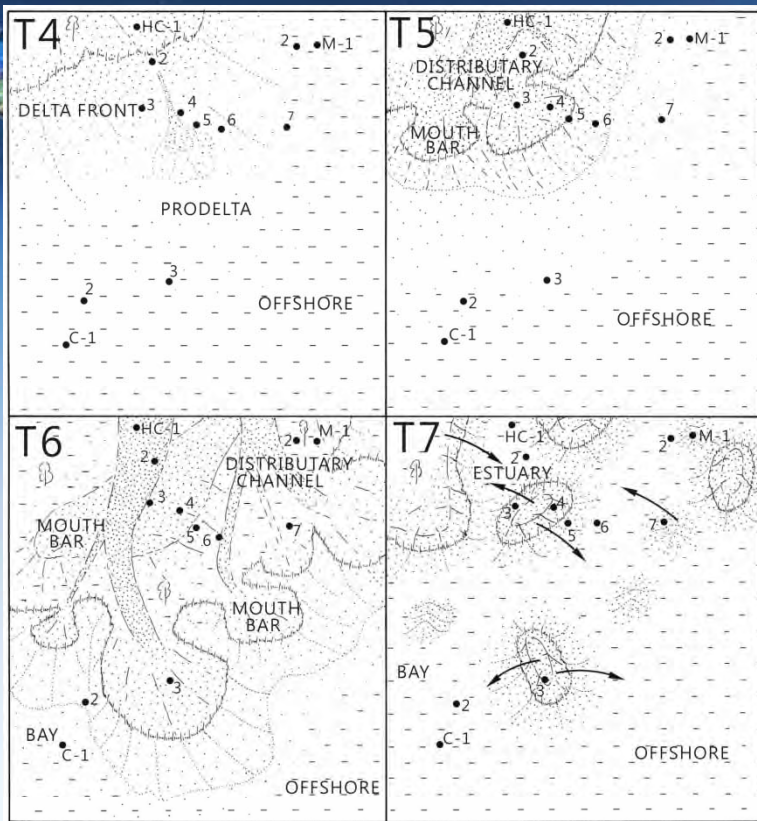 T4
HC-1
2 M-1
2
DELTA FRONT 3 4
5 6 7
PRODELTA
3
2 OFFSHORE
C-1
T5
HC-1
2 M-1
2
DISTRIBUTARY
CHANNEL
3 4
5 6 7
MOUTH
BAR
3
2
OFFSHORE
C-1
T6
HC-1
2 M-1
2
DISTRIBUTARY
CHANNEL
3 4
MOUTH
BAR
5 6 7
MOUTH
BAR
3
2
BAY
C-1
OFFSHORE
T7
HC-1
2 M-1
2
ESTUARY
3 4
5 6 7
BAY
3
2
C-1
OFFSHORE